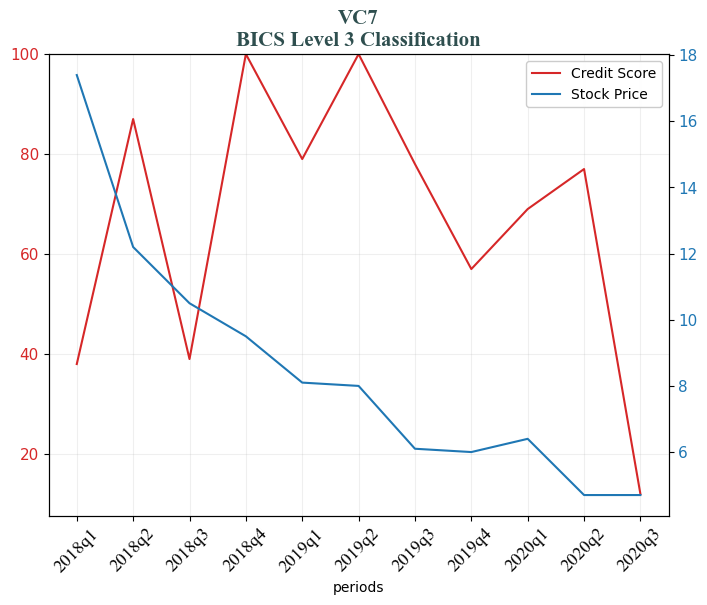 VC7
BICS Level 3 Classification
100
80
60
40
20
18
16
14
12
10
8
6
Credit Score
Stock Price
2018q1
2018q2
2018q3
2018q4
2019q1
2019q2
2019q3
2019q4
2020q1
2020q2
2020q3
periods